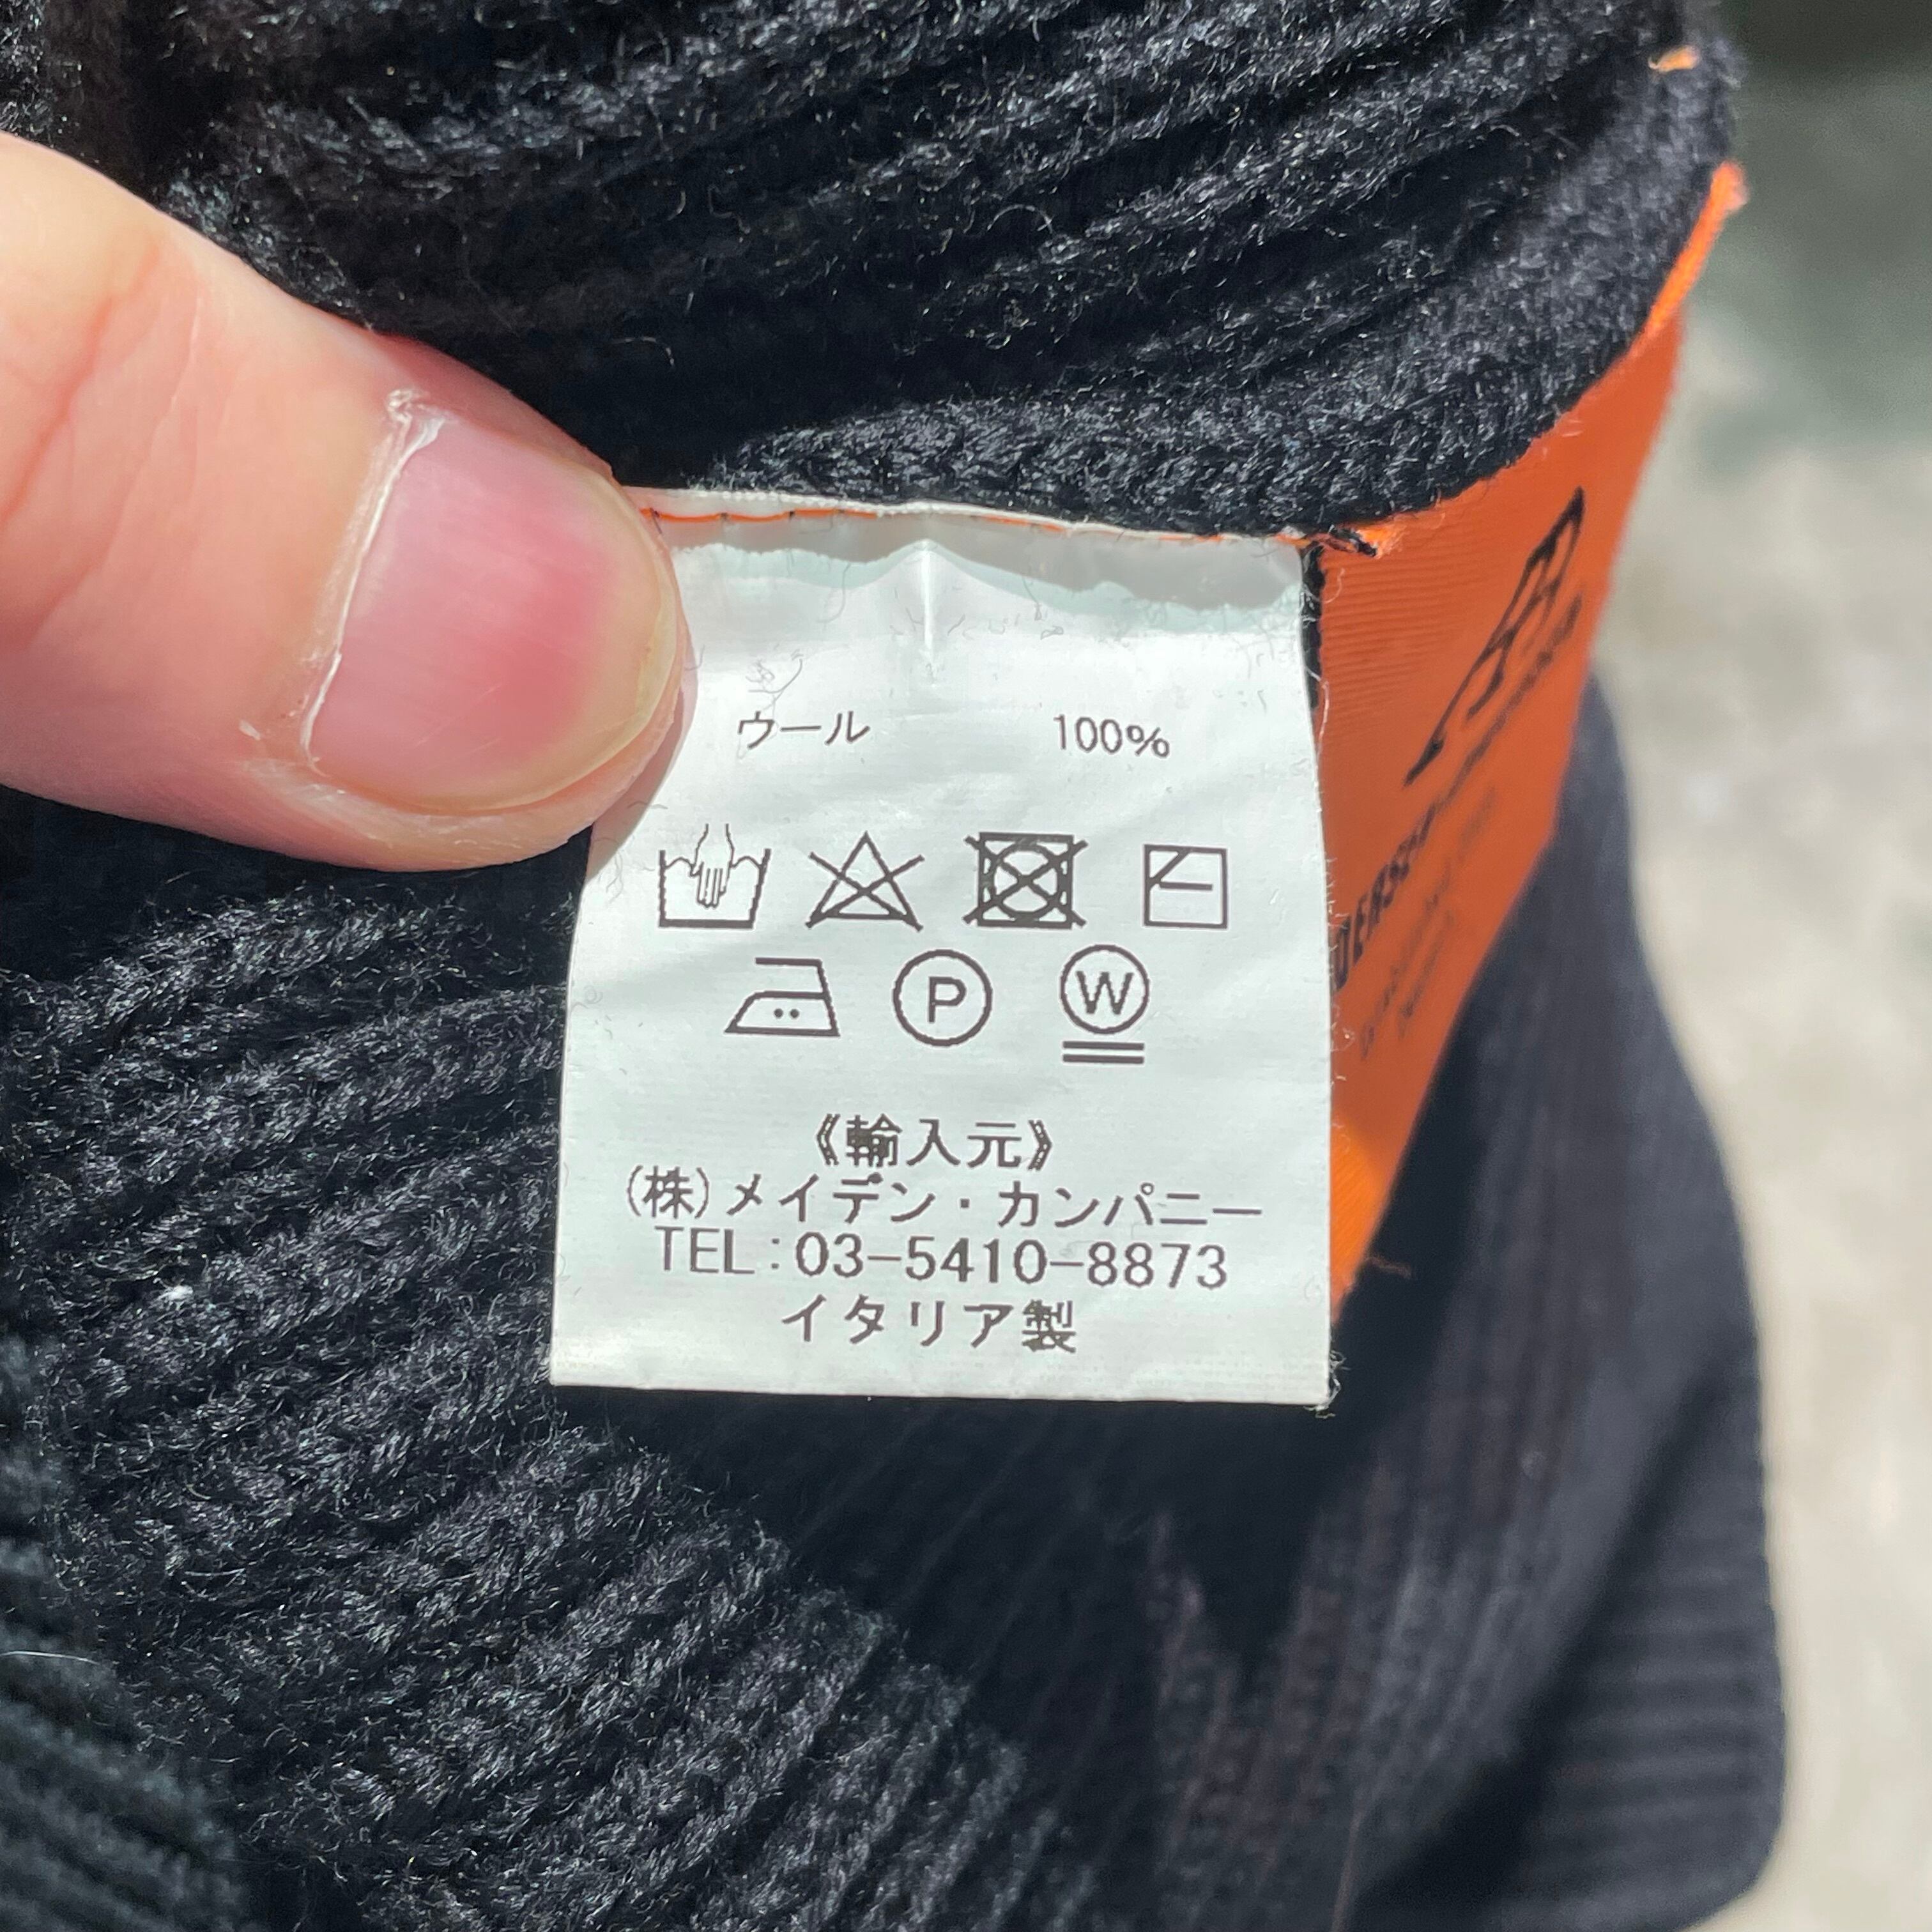 ウール 100%
P W
《輸入元》
(株)メイデン・カンパニー
TEL:03-5410-8873
イタリア製